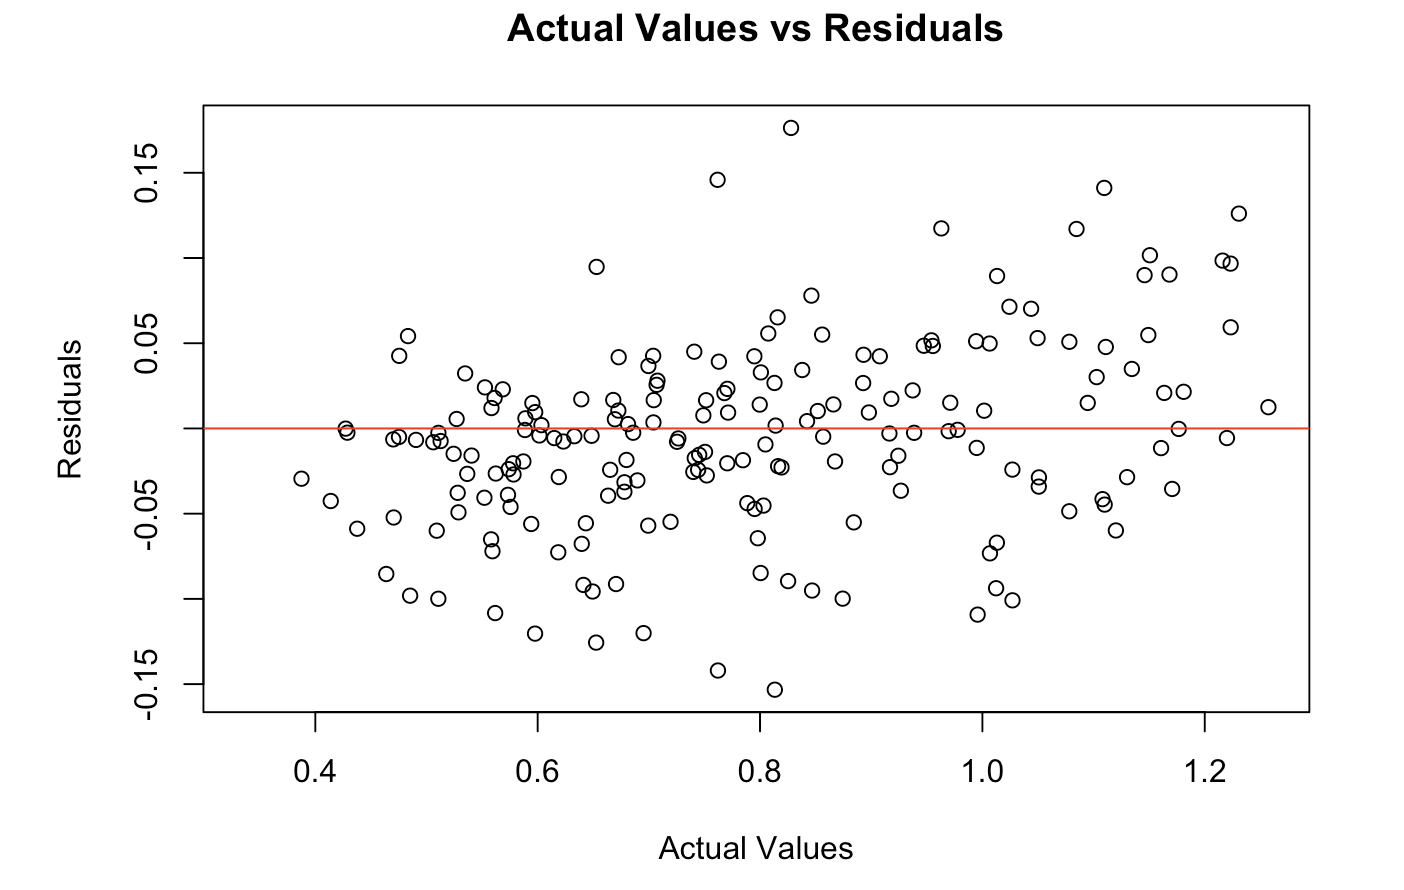 Actual Values vs Residuals
0.15
0.05
-0.05
-0.15
Residuals
0.4 0.6 0.8 1.0 1.2
Actual Values